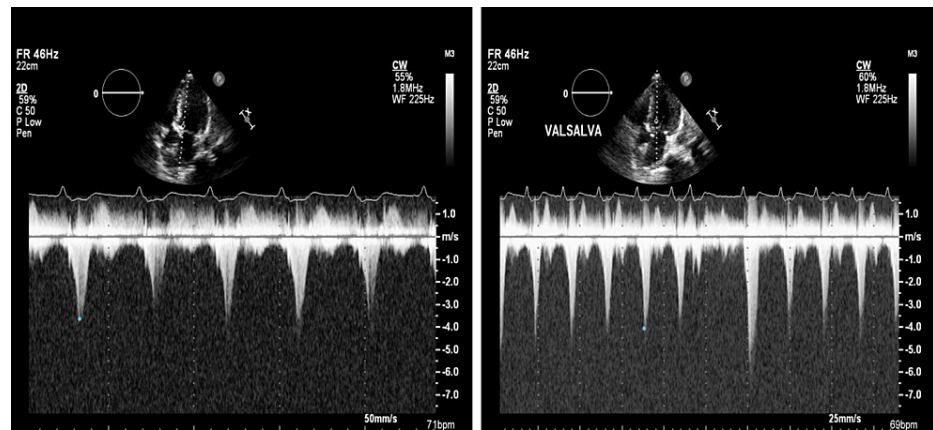 FR 46Hz
22cm
2D
59%
C 50
P Low
Pen
0
CW
55%
1.8MHz
WF 225Hz
M3
1.0
m/s
-1.0
-2.0
-3.0
-4.0
-5.0
-6.0
-7.0
50mm/s
71bpm
FR 46Hz
22cm
2D
59%
C 50
P Low
Pen
0
VALSALVA
CW
60%
1.8MHz
WF 225Hz
M3
1.0
m/s
-1.0
-2.0
-3.0
-4.0
-5.0
-6.0
-7.0
25mm/s
69bpm